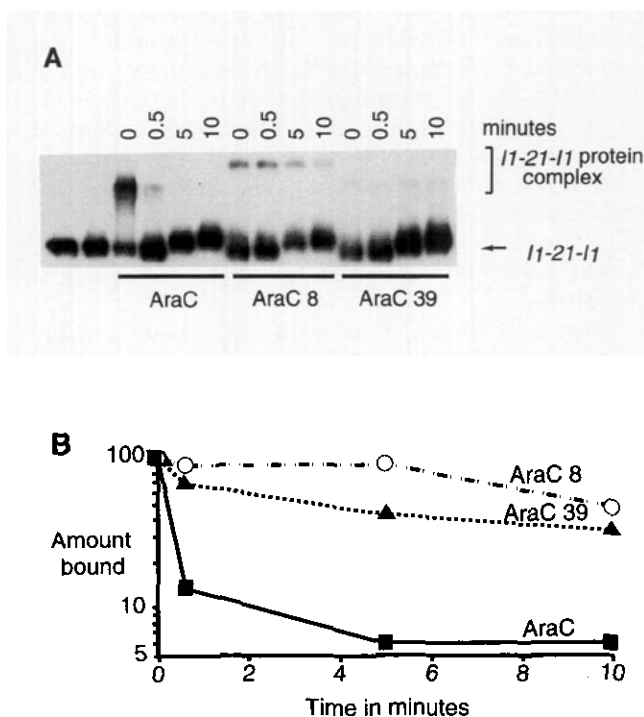 A
0 0.5 5 10 0 0.5 5 10 0 0.5 5 10 minutes
I1-21-I1 protein
complex
I1-21-I1
AraC AraC 8 AraC 39
B
100
AraC 8
AraC 39
Amount
bound
10
AraC
5
0 2 4 6 8 10
Time in minutes